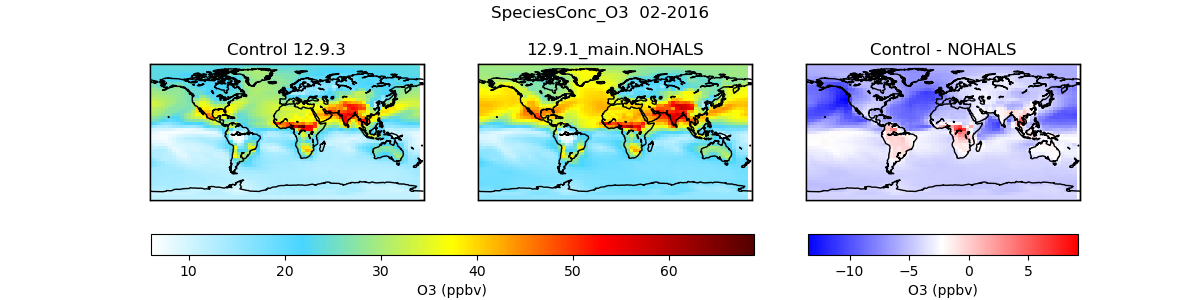 SpeciesConc_O3  02-2016
Control 12.9.3
12.9.1_main.NOHALS
Control - NOHALS
10 20 30 40 50 60
O3 (ppbv)
−10 −5 0 5
O3 (ppbv)